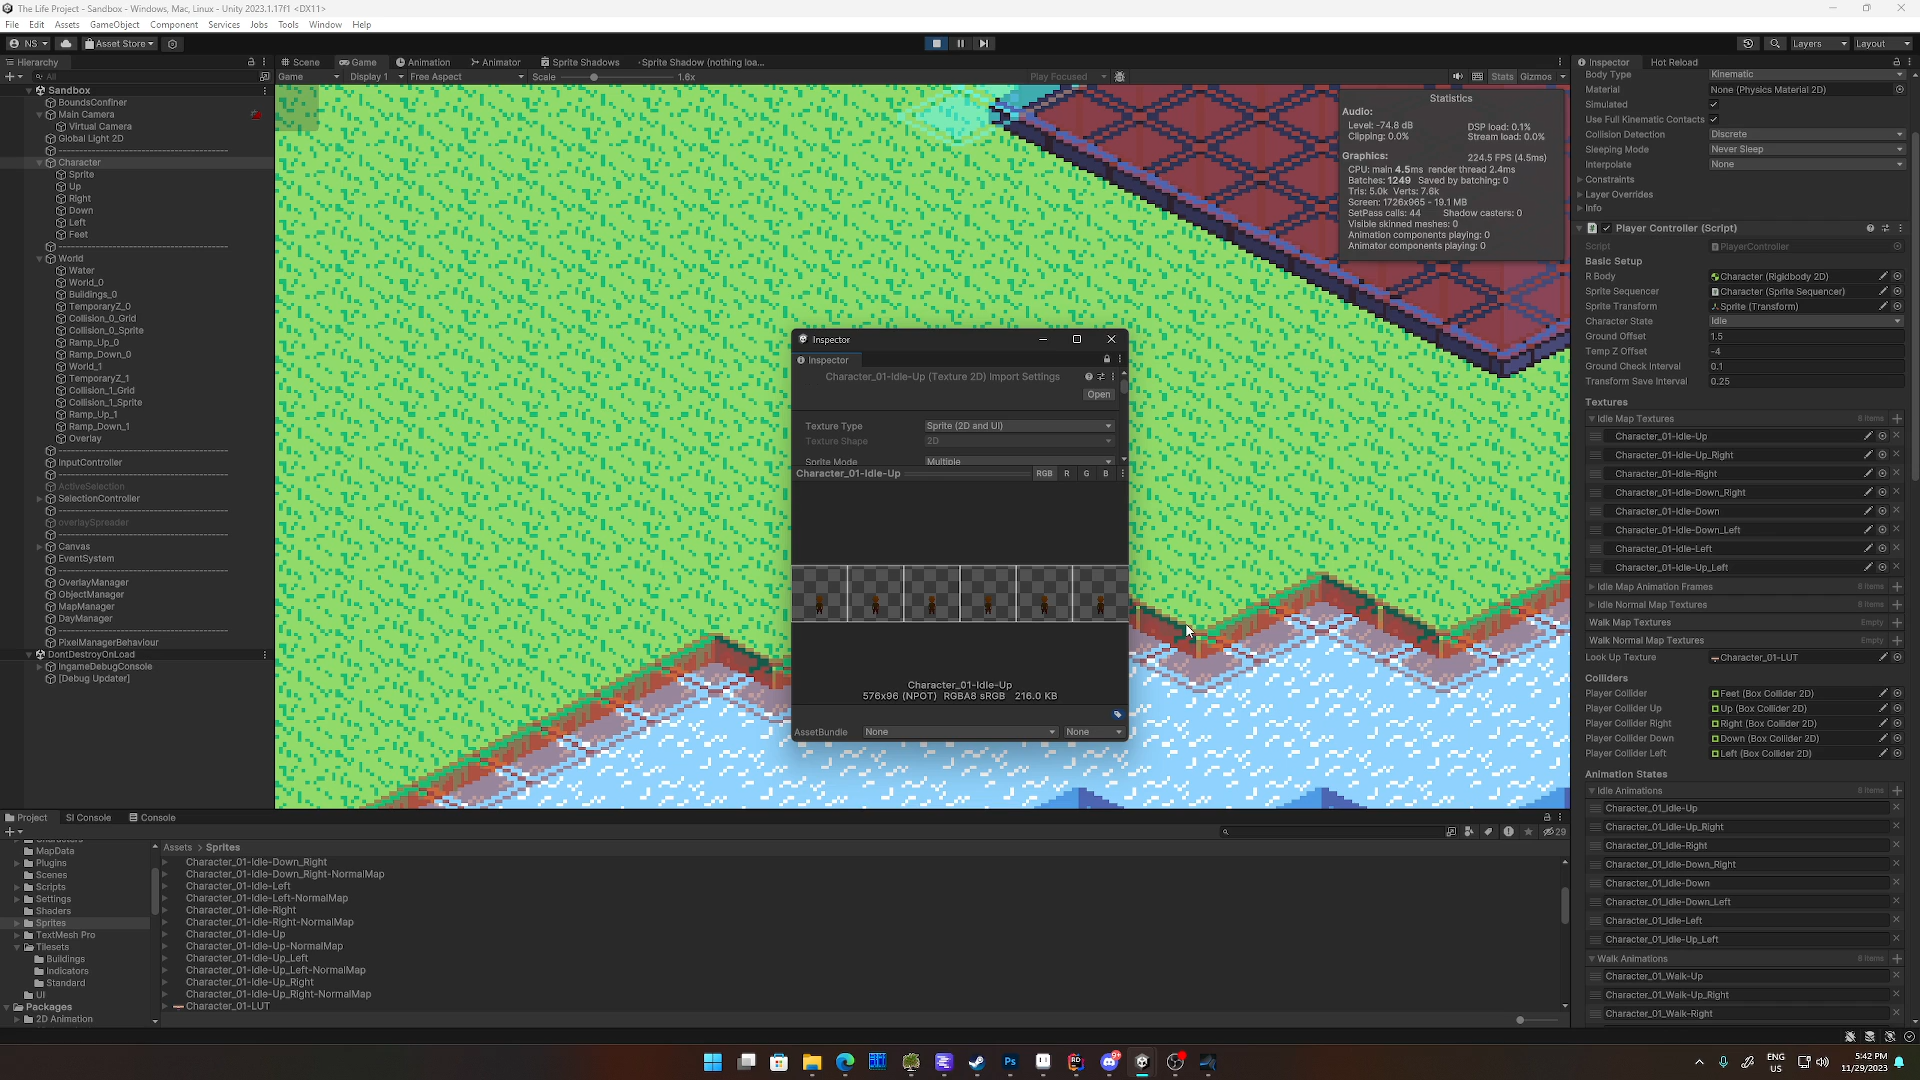 The Life Project - Sandbox - Windows, Mac, Linux - Unity 2023.1.17f1 <DX11>
File Edit Assets GameObject Component Services Jobs Tools Window Help
NS Asset Store Layers Layout
Hierarchy
All
Sandbox
BoundsConfiner
Main Camera
Virtual Camera
Global Light 2D
Character
Sprite
Up
Right
Down
Left
Feet
World
Water
World_0
Buildings_0
TemporaryZ_0
Collision_0_Grid
Collision_0_Sprite
Ramp_Up_0
Ramp_Down_0
World_1
TemporaryZ_1
Collision_1_Grid
Collision_1_Sprite
Ramp_Up_1
Ramp_Down_1
Overlay
InputController
ActiveSelection
SelectionController
overlaySpreader
Canvas
EventSystem
OverlayManager
ObjectManager
MapManager
DayManager
PixelManagerBehaviour
DontDestroyOnLoad
IngameDebugConsole
[Debug Updater]
Scene Game Animation Animator Sprite Shadows Sprite Shadow (nothing loa...
Game Display 1 Free Aspect Scale 1.6x Play Focused Stats Gizmos
Statistics
Audio:
Level: -74.8 dB DSP load: 0.1%
Clipping: 0.0% Stream load: 0.0%
Graphics: 224.5 FPS (4.5ms)
CPU: main 4.5ms render thread 2.4ms
Batches: 1249 Saved by batching: 0
Tris: 5.0k Verts: 7.6k
Screen: 1726x965 - 19.1 MB
SetPass calls: 44 Shadow casters: 0
Visible skinned meshes: 0
Animation components playing: 0
Animator components playing: 0
Inspector
Inspector
Character_01-Idle-Up (Texture 2D) Import Settings
Open
Texture Type Sprite (2D and UI)
Texture Shape 2D
Sprite Mode Multiple
Character_01-Idle-Up RGB R G B
Character_01-Idle-Up
576x96 (NPOT) RGBA8 sRGB 216.0 KB
AssetBundle None None
Inspector Hot Reload
Body Type Kinematic
Material None (Physics Material 2D)
Simulated
Use Full Kinematic Contacts
Collision Detection Discrete
Sleeping Mode Never Sleep
Interpolate None
Constraints
Layer Overrides
Info
Player Controller (Script)
Script PlayerController
Basic Setup
R Body Character (Rigidbody 2D)
Sprite Sequencer Character (Sprite Sequencer)
Sprite Transform Sprite (Transform)
Character State Idle
Ground Offset 1.5
Temp Z Offset -4
Ground Check Interval 0.1
Transform Save Interval 0.25
Textures
Idle Map Textures 8 items
Character_01-Idle-Up
Character_01-Idle-Up_Right
Character_01-Idle-Right
Character_01-Idle-Down_Right
Character_01-Idle-Down
Character_01-Idle-Down_Left
Character_01-Idle-Left
Character_01-Idle-Up_Left
Idle Map Animation Frames 8 items
Idle Normal Map Textures 8 items
Walk Map Textures Empty
Walk Normal Map Textures Empty
Look Up Texture Character_01-LUT
Colliders
Player Collider Feet (Box Collider 2D)
Player Collider Up Up (Box Collider 2D)
Player Collider Right Right (Box Collider 2D)
Player Collider Down Down (Box Collider 2D)
Player Collider Left Left (Box Collider 2D)
Animation States
Idle Animations 8 items
Character_01_Idle-Up
Character_01_Idle-Up_Right
Character_01_Idle-Right
Character_01_Idle-Down_Right
Character_01_Idle-Down
Character_01_Idle-Down_Left
Character_01_Idle-Left
Character_01_Idle-Up_Left
Walk Animations 8 items
Character_01_Walk-Up
Character_01_Walk-Up_Right
Character_01_Walk-Right
Project SI Console Console
29
MapData
Plugins
Scenes
Scripts
Settings
Shaders
Sprites
TextMesh Pro
Tilesets
Buildings
Indicators
Standard
UI
Packages
2D Animation
Assets > Sprites
Character_01-Idle-Down_Right
Character_01-Idle-Down_Right-NormalMap
Character_01-Idle-Left
Character_01-Idle-Left-NormalMap
Character_01-Idle-Right
Character_01-Idle-Right-NormalMap
Character_01-Idle-Up
Character_01-Idle-Up-NormalMap
Character_01-Idle-Up_Left
Character_01-Idle-Up_Left-NormalMap
Character_01-Idle-Up_Right
Character_01-Idle-Up_Right-NormalMap
Character_01-LUT
ENG
US
5:42 PM
11/29/2023